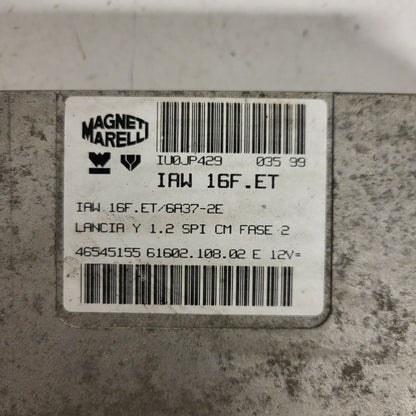 MAGNETI
MARELLI
IU0JP429 035 99
IAW 16F.ET
IAW 16F.ET/6A37-2E
LANCIA Y 1.2 SPI CM FASE 2
46545155 61602.108.02 E 12V=